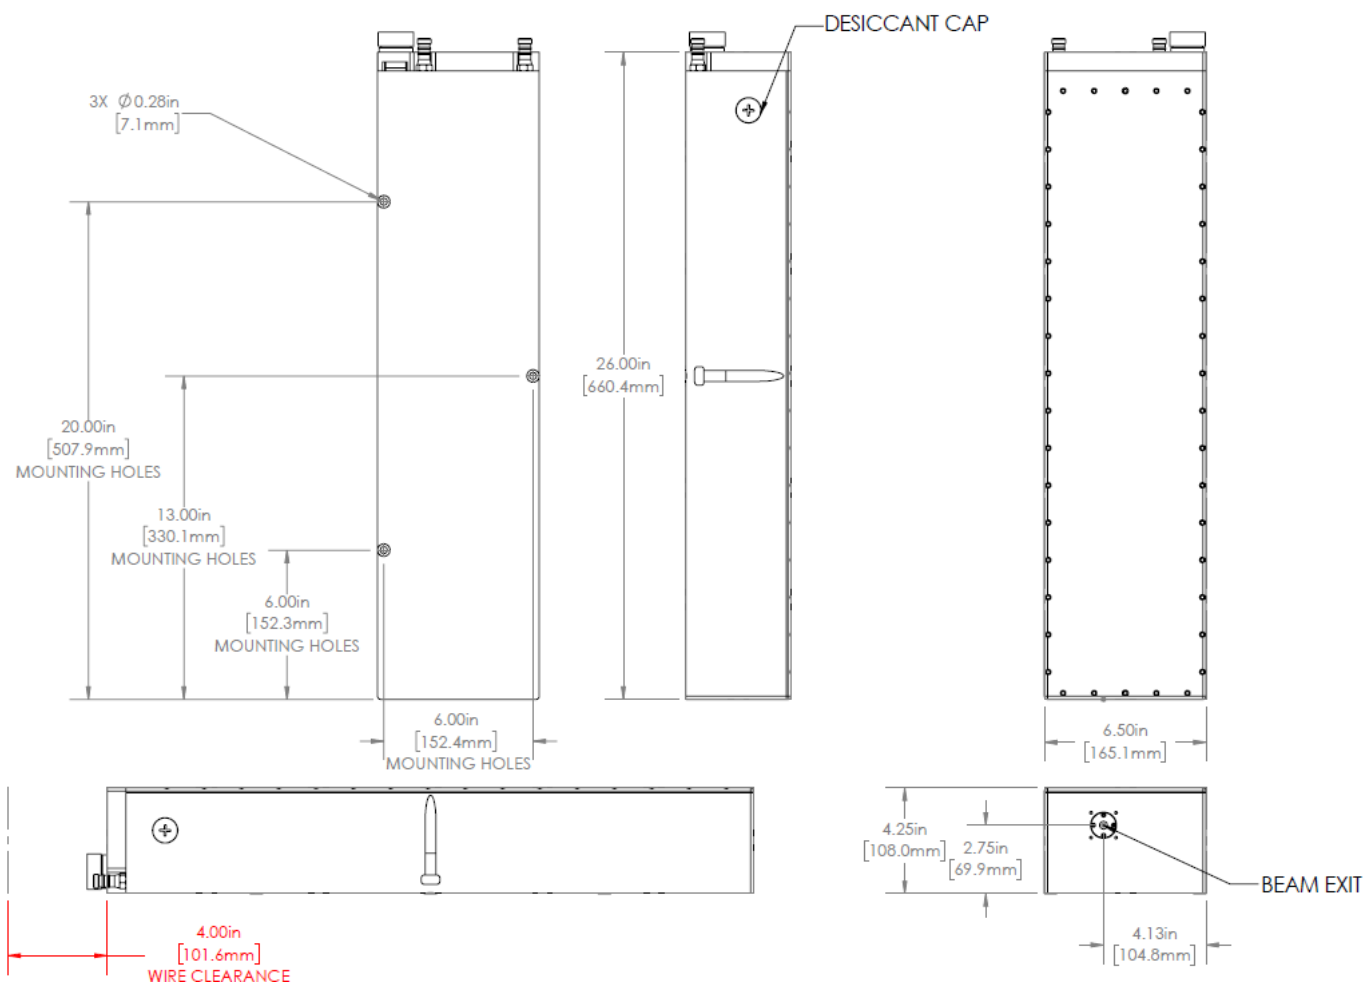 DESICCANT CAP
3X Ø0.28in
[7.1mm]
26.00in
[660.4mm]
20.00in
[507.9mm]
MOUNTING HOLES
13.00in
[330.1mm]
MOUNTING HOLES
6.00in
[152.3mm]
MOUNTING HOLES
6.00in
[152.4mm]
MOUNTING HOLES
6.50in
[165.1mm]
4.25in
[108.0mm]
2.75in
[69.9mm]
BEAM EXIT
4.13in
[104.8mm]
4.00in
[101.6mm]
WIRE CLEARANCE